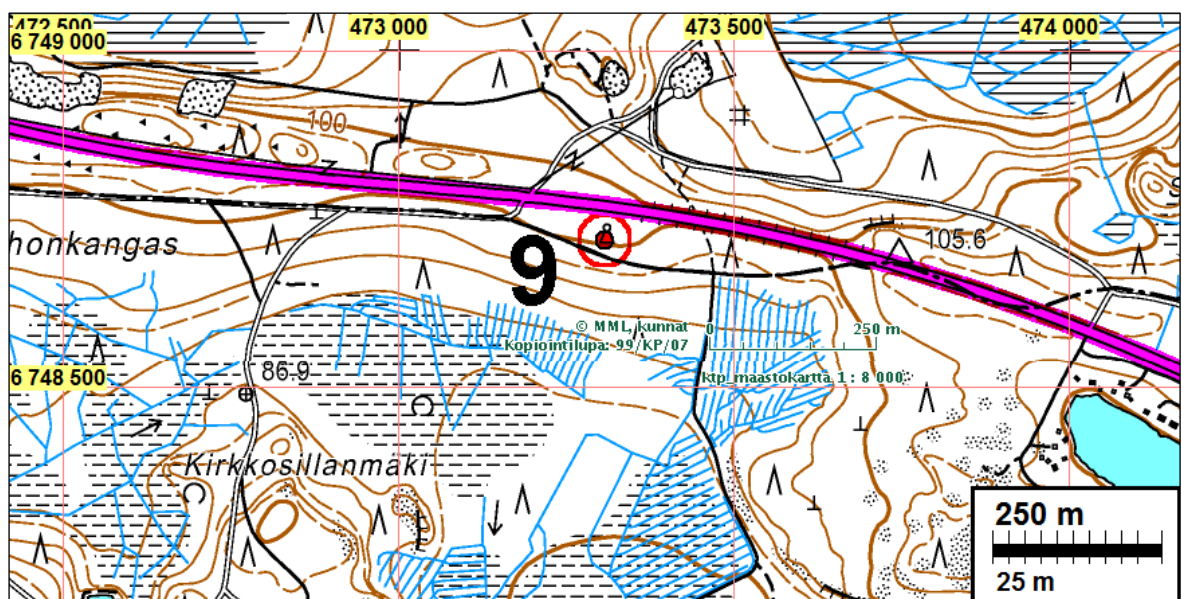 472 500
473 000
473 500
474 000
6 749 000
100
105.6
honkangas
9
8
© MML, kunnat
Kopiointilupa: 99/KP/07
0
250 m
6 748 500
86.9
ktp_maastokartta 1 : 8 000
Kirkkosillanmäki
250 m
25 m